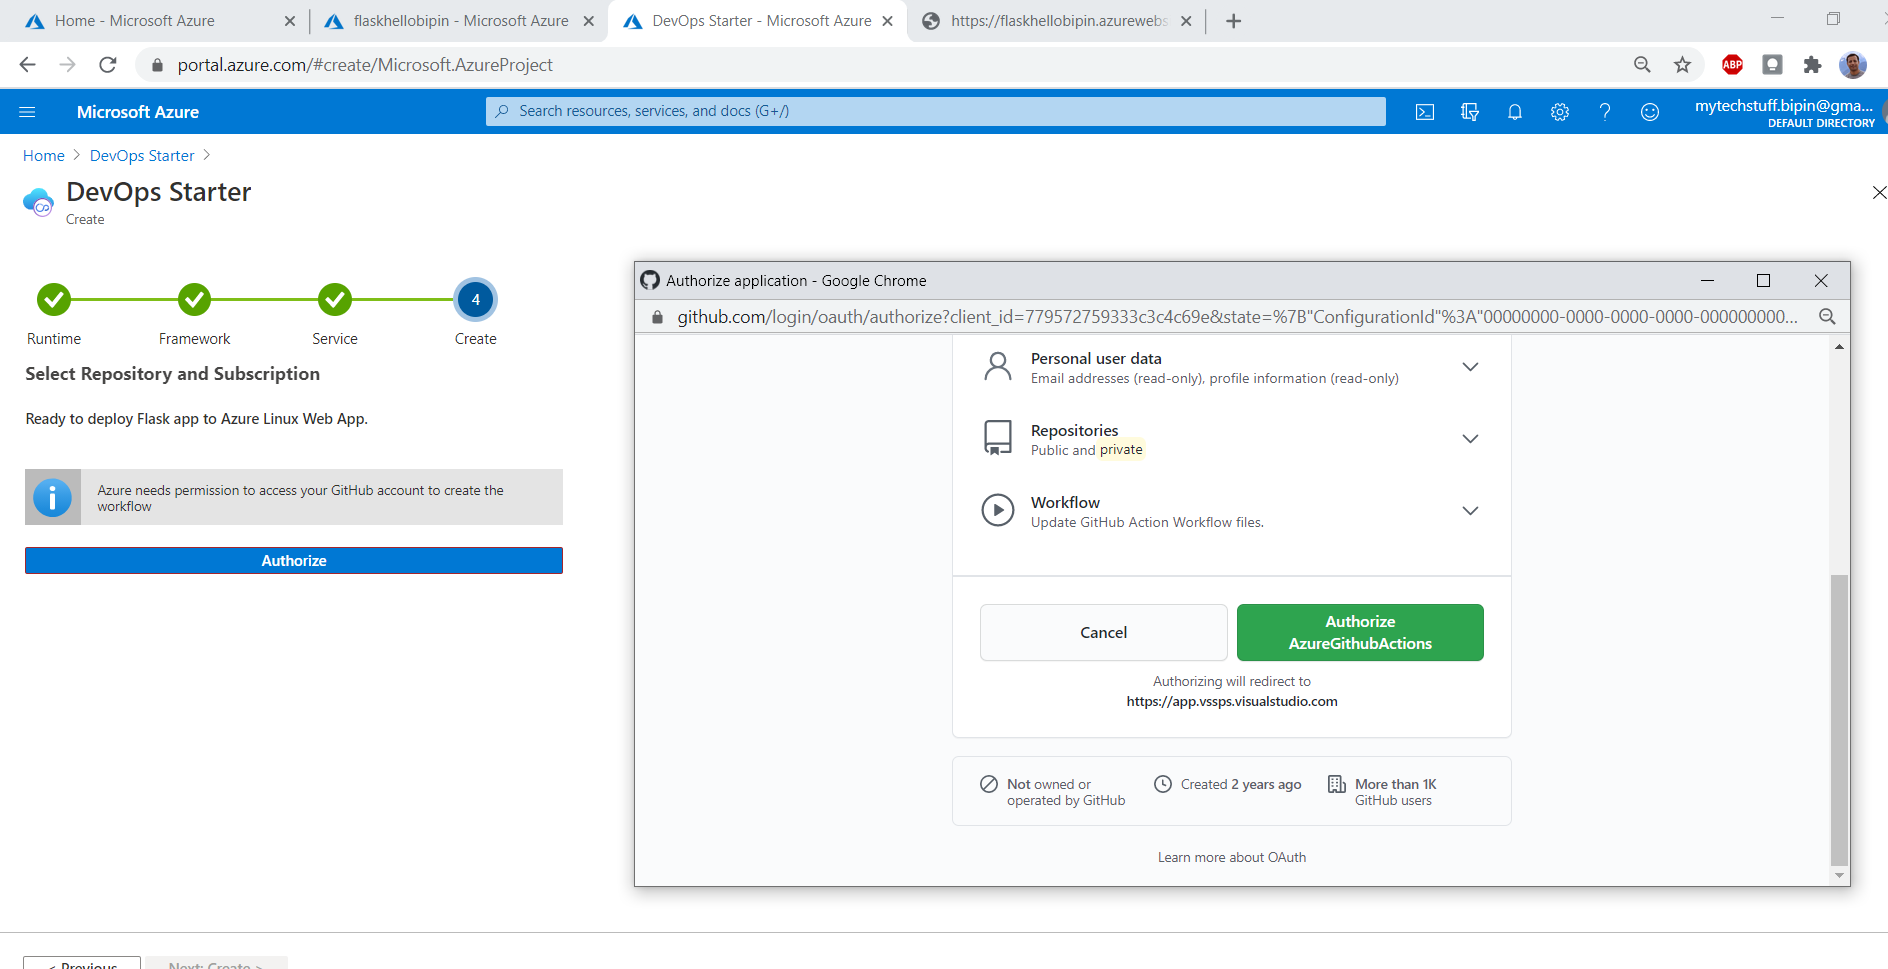 Home - Microsoft Azure
flaskhellobipin - Microsoft Azure
DevOps Starter - Microsoft Azure
https://flaskhellobipin.azurewebs
portal.azure.com/#create/Microsoft.AzureProject
ABP
Microsoft Azure
Search resources, services, and docs (G+/)
mytechstuff.bipin@gma...
DEFAULT DIRECTORY
Home > DevOps Starter >
DevOps Starter
Create
4
Runtime
Framework
Service
Create
Select Repository and Subscription
Ready to deploy Flask app to Azure Linux Web App.
Azure needs permission to access your GitHub account to create the
workflow
Authorize
Authorize application - Google Chrome
github.com/login/oauth/authorize?client_id=779572759333c3c4c69e&state=%7B"ConfigurationId"%3A"00000000-0000-0000-0000-000000000...
Personal user data
Email addresses (read-only), profile information (read-only)
Repositories
Public and private
Workflow
Update GitHub Action Workflow files.
Cancel
Authorize
AzureGithubActions
Authorizing will redirect to
https://app.vssps.visualstudio.com
Not owned or
operated by GitHub
Created 2 years ago
More than 1K
GitHub users
Learn more about OAuth
< Previous
Next: Create >